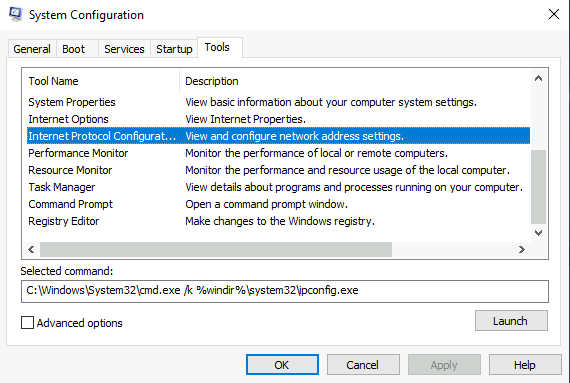 System Configuration
General Boot Services Startup Tools
Tool Name Description
System Properties View basic information about your computer system settings.
Internet Options View Internet Properties.
Internet Protocol Configurat... View and configure network address settings.
Performance Monitor Monitor the performance of local or remote computers.
Resource Monitor Monitor the performance and resource usage of the local computer.
Task Manager View details about programs and processes running on your computer.
Command Prompt Open a command prompt window.
Registry Editor Make changes to the Windows registry.
Selected command:
C:\Windows\System32\cmd.exe /k %windir%\system32\ipconfig.exe
Advanced options Launch
OK Cancel Apply Help